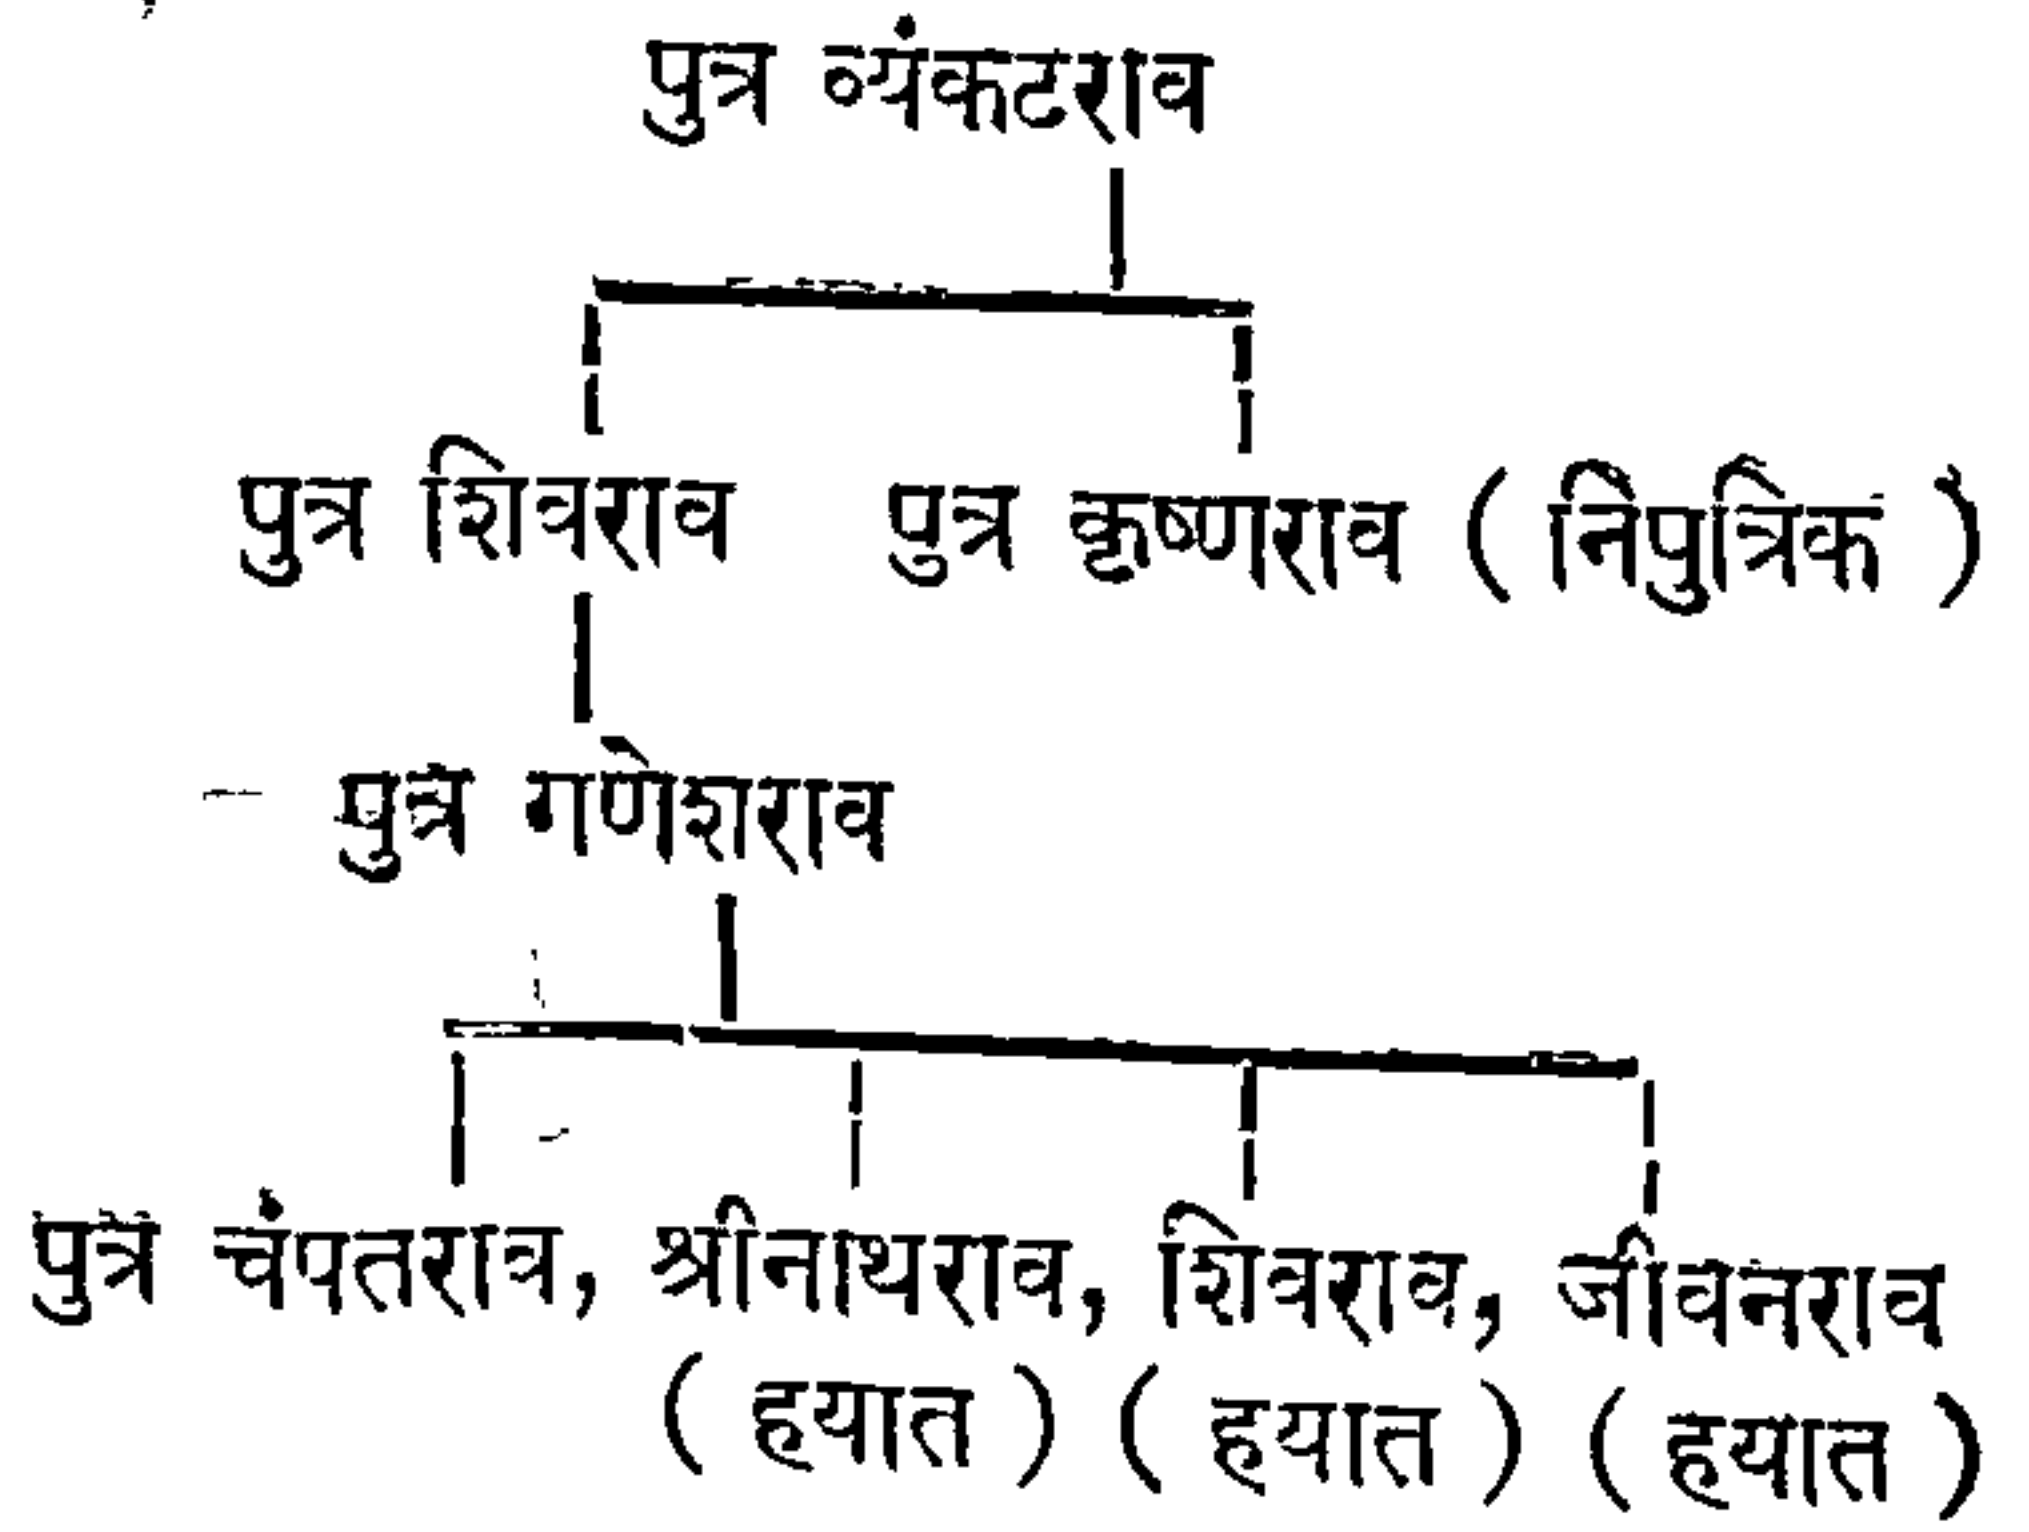 पुत्र व्यंकटराव
पुत्र शिवराव पुत्र कृष्णराव ( निपुत्रिक )
पुत्र गणेशराव
पुत्र चंपतराव, श्रीनाथराव, शिवराव, जीवनराव
( हयात ) ( हयात ) ( हयात )